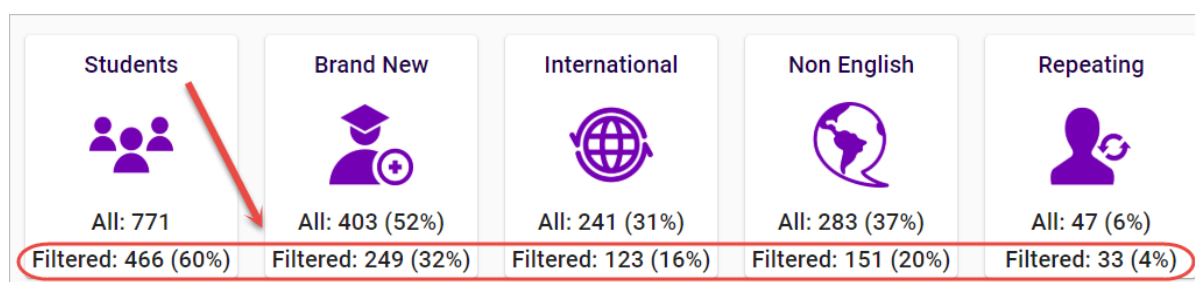 Students
All: 771
Filtered: 466 (60%)
Brand New
All: 403 (52%)
Filtered: 249 (32%)
International
All: 241 (31%)
Filtered: 123 (16%)
Non English
All: 283 (37%)
Filtered: 151 (20%)
Repeating
All: 47 (6%)
Filtered: 33 (4%)